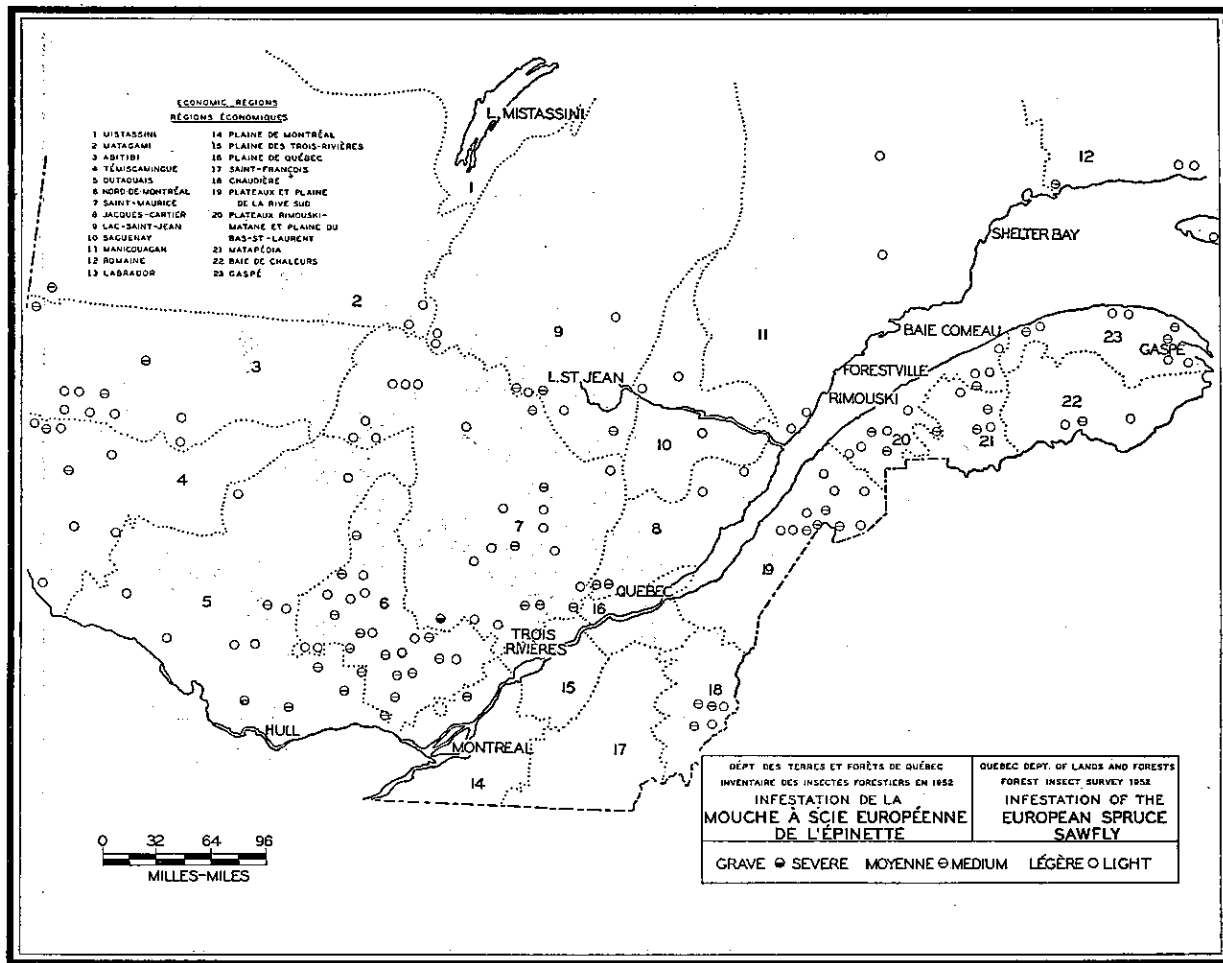 ECONOMIC REGIONS
RÉGIONS ÉCONOMIQUES
1 MISTASSINI
2 MATAGAMI
3 ABITIBI
4 TÉMISCAMINGUE
5 OUTAOUAIS
6 NORD-DE-MONTRÉAL
7 SAINT-MAURICE
8 JACQUES-CARTIER
9 LAC-SAINT-JEAN
10 SAGUENAY
11 MANICOUAGAN
12 ROMAINE
13 LABRADOR
14 PLAINE DE MONTRÉAL
15 PLAINE DES TROIS-RIVIÈRES
16 PLAINE DE QUÉBEC
17 SAINT-FRANÇOIS
18 CHAUDIÈRE
19 PLATEAUX ET PLAINE
DE LA RIVE SUD
20 PLATEAUX RIMOUSKI-
MATANE ET PLAINE DU
BAS-ST-LAURENT
21 MATAPÉDIA
22 BAIE DE CHALEURS
23 GASPÉ
L. MISTASSINI
1
12
SHELTER BAY
2
9
11
BAIE COMEAU
23
GASPÉ
3
L. ST JEAN
FORESTVILLE
RIMOUSKI
22
20
21
10
4
7
8
19
5
6
QUÉBEC
16
TROIS
RIVIÈRES
15
18
HULL
MONTREAL
17
14
0 32 64 96
MILLES-MILES
DÉPT DES TERRES ET FORÊTS DE QUÉBEC
INVENTAIRE DES INSECTES FORESTIERS EN 1952
INFESTATION DE LA
MOUCHE À SCIE EUROPÉENNE
DE L'ÉPINETTE
QUEBEC DEPT. OF LANDS AND FORESTS
FOREST INSECT SURVEY 1952
INFESTATION OF THE
EUROPEAN SPRUCE
SAWFLY
GRAVE SEVERE MOYENNE MEDIUM LÉGÈRE LIGHT